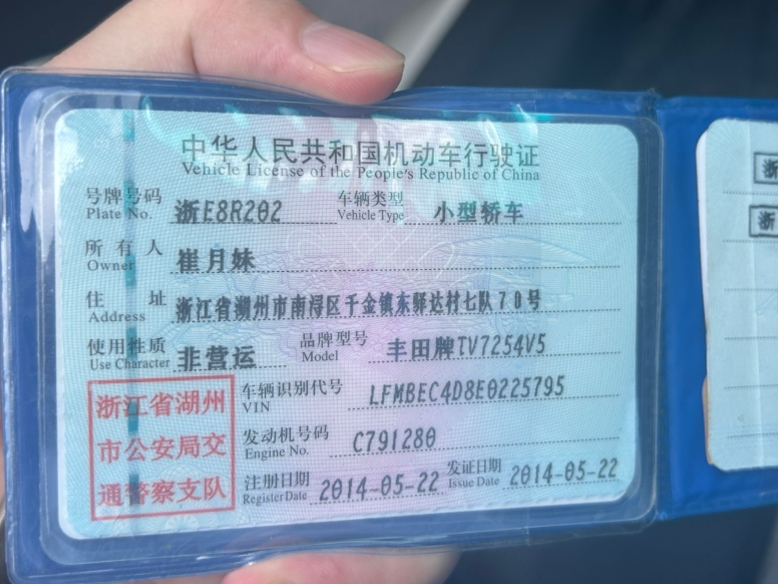 中华人民共和国机动车行驶证
Vehicle License of the People's Republic of China
号牌号码 浙E8R202 车辆类型 小型轿车
Plate No. Vehicle Type
所有人 崔月妹
Owner
住址 浙江省湖州市南浔区千金镇东驿达村七队70号
Address
使用性质 非营运 品牌型号 丰田牌TV7254V5
Use Character Model
浙江省湖州
市公安局交
通警察支队
车辆识别代号 LFMBEC4D8E0225795
VIN
发动机号码 C791280
Engine No.
注册日期 2014-05-22 发证日期 2014-05-22
Register Date Issue Date
浙
浙